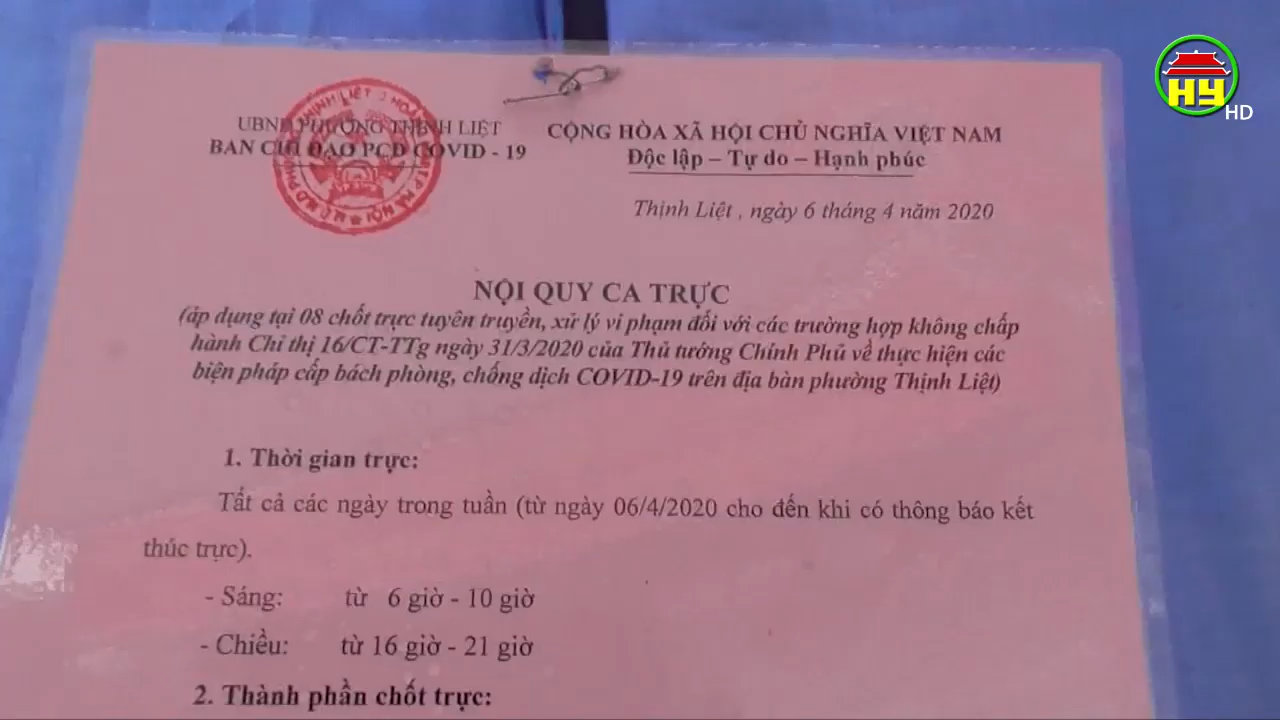 UBND PHƯỜNG THỊNH LIỆT
BAN CHỈ ĐẠO PCD COVID - 19
CỘNG HÒA XÃ HỘI CHỦ NGHĨA VIỆT NAM
Độc lập – Tự do – Hạnh phúc
Thịnh Liệt , ngày 6 tháng 4 năm 2020
NỘI QUY CA TRỰC
(áp dụng tại 08 chốt trực tuyên truyền, xử lý vi phạm đối với các trường hợp không chấp
hành Chỉ thị 16/CT-TTg ngày 31/3/2020 của Thủ tướng Chính Phủ về thực hiện các
biện pháp cấp bách phòng, chống dịch COVID-19 trên địa bàn phường Thịnh Liệt)
1. Thời gian trực:
Tất cả các ngày trong tuần (từ ngày 06/4/2020 cho đến khi có thông báo kết
thúc trực).
- Sáng: từ 6 giờ - 10 giờ
- Chiều: từ 16 giờ - 21 giờ
2. Thành phần chốt trực:
HY
HD